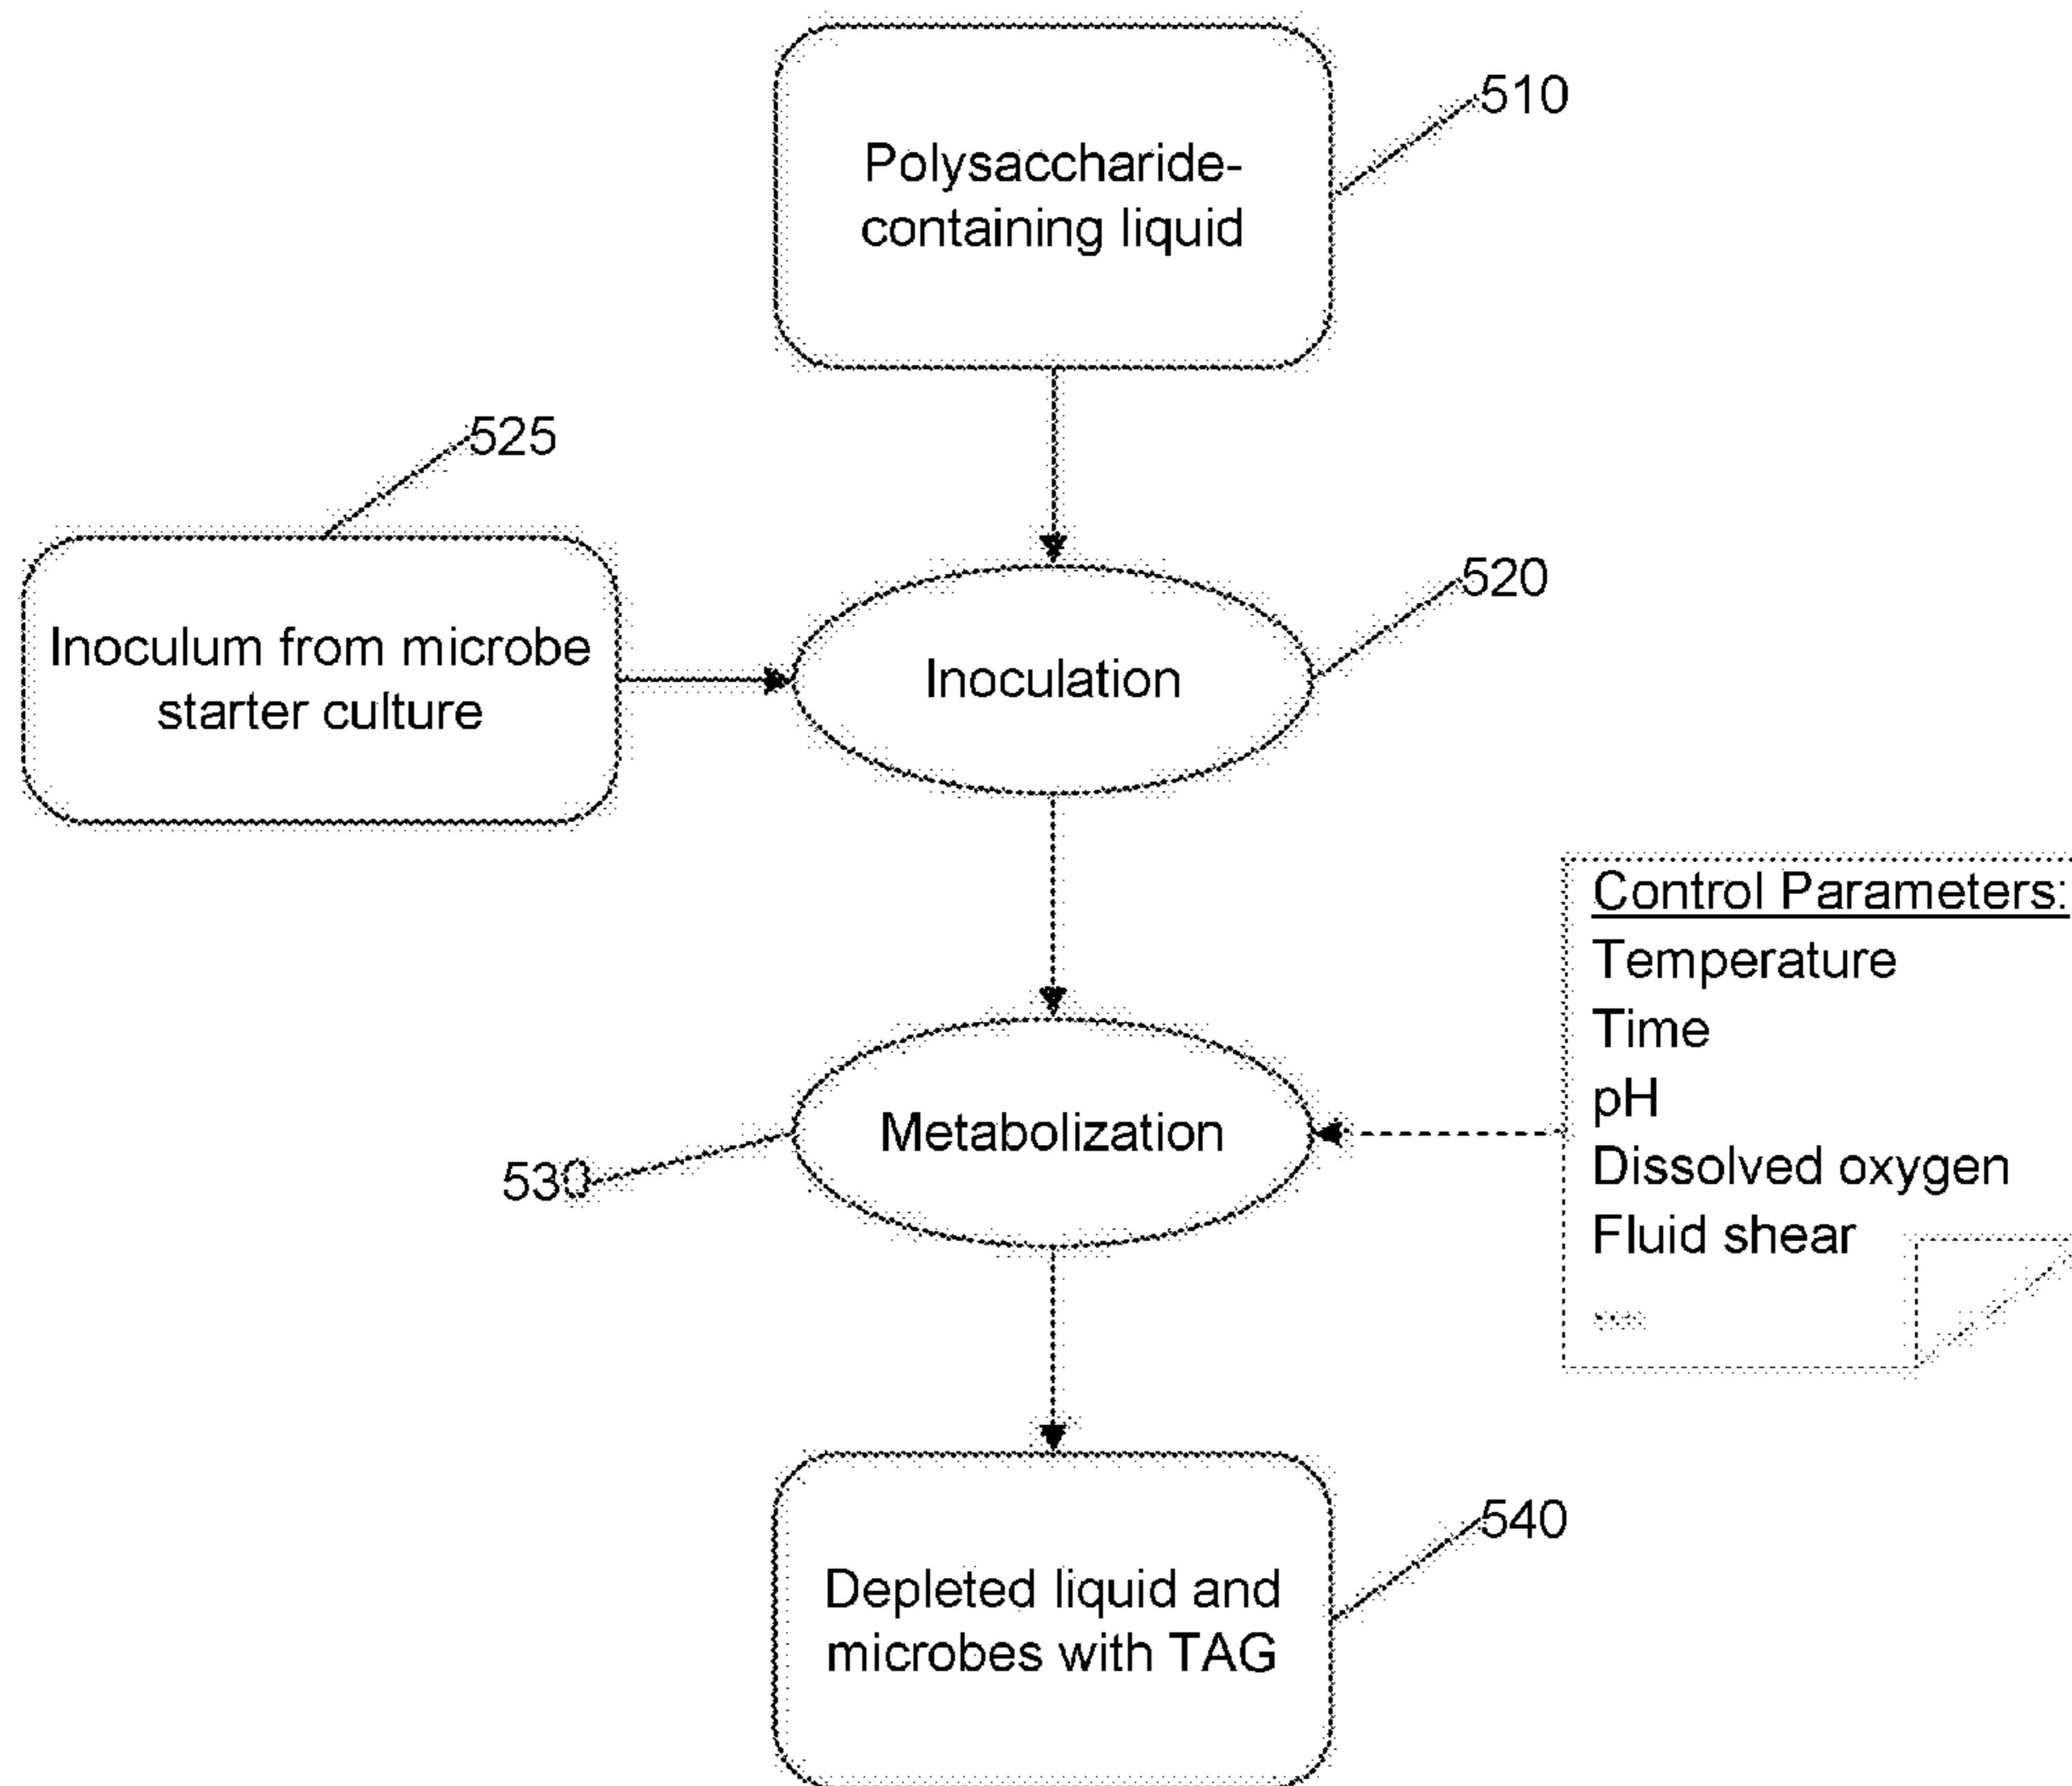 510
Polysaccharide-
containing liquid
525
520
Inoculum from microbe
starter culture
Inoculation
Control Parameters:
Temperature
Time
pH
Dissolved oxygen
Fluid shear
...
Metabolization
530
540
Depleted liquid and
microbes with TAG